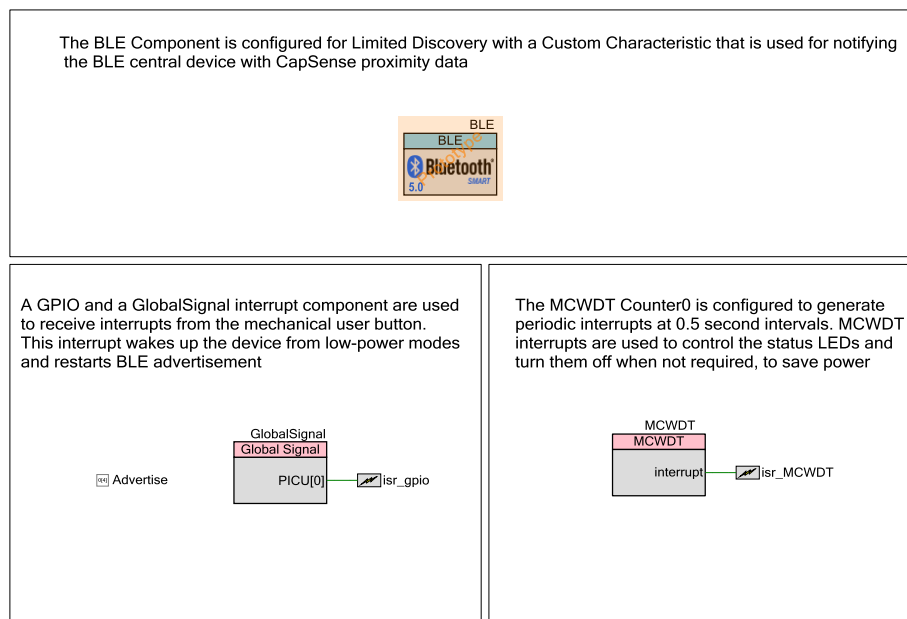 The BLE Component is configured for Limited Discovery with a Custom Characteristic that is used for notifying
the BLE central device with CapSense proximity data
BLE
BLE
Prototype
Bluetooth
SMART
5.0
A GPIO and a GlobalSignal interrupt component are used
to receive interrupts from the mechanical user button.
This interrupt wakes up the device from low-power modes
and restarts BLE advertisement
GlobalSignal
Global Signal
Advertise
PICU[0]
isr_gpio
The MCWDT Counter0 is configured to generate
periodic interrupts at 0.5 second intervals. MCWDT
interrupts are used to control the status LEDs and
turn them off when not required, to save power
MCWDT
MCWDT
interrupt
isr_MCWDT